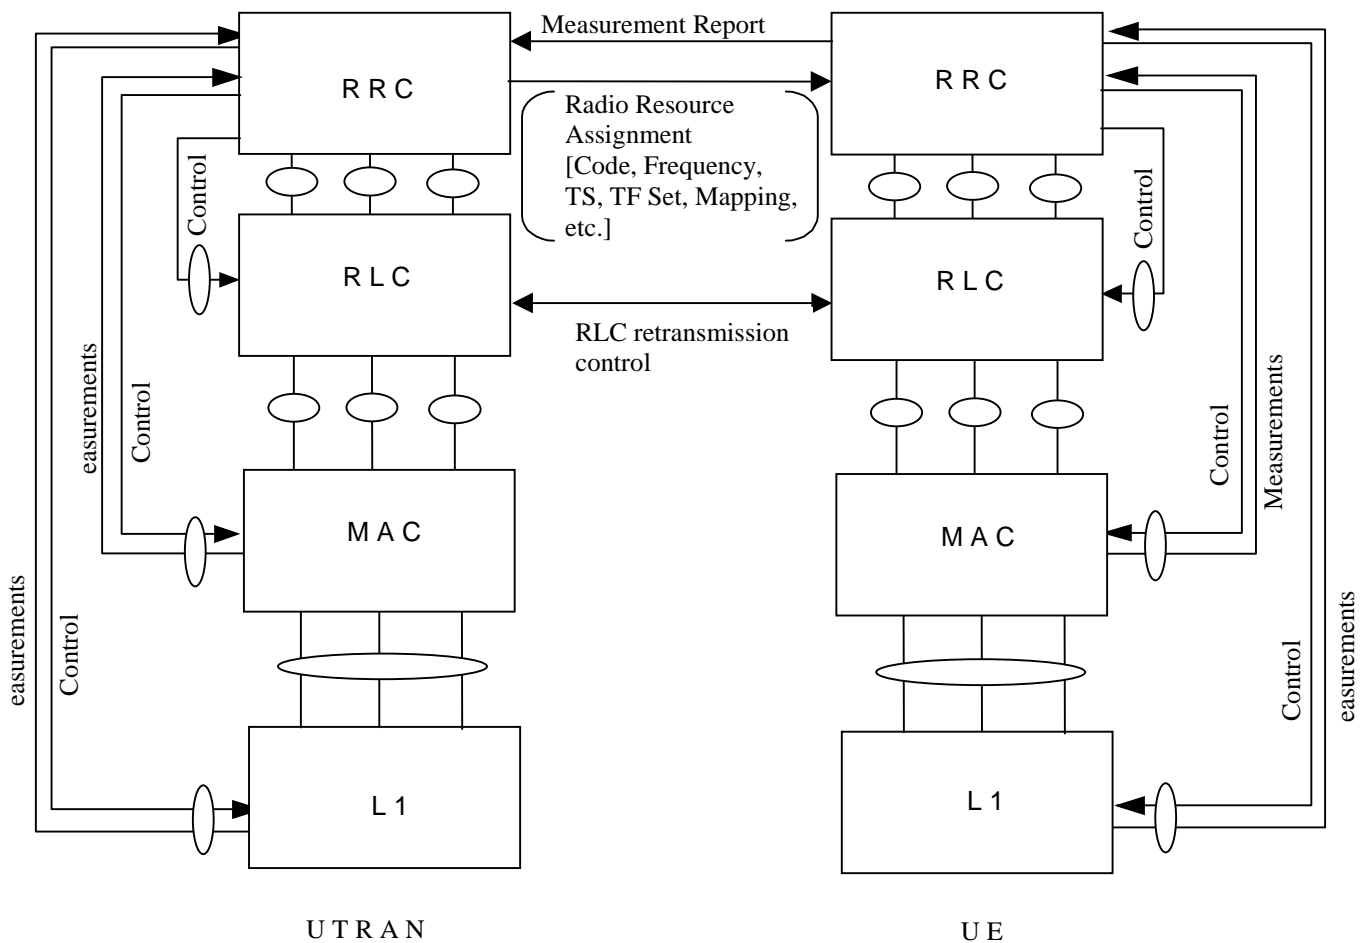 Measurement Report
R R C
R R C
Radio Resource
Assignment
[Code, Frequency,
TS, TF Set, Mapping,
etc.]
Control
Control
R L C
R L C
RLC retransmission
control
easurements
Control
Control
Measurements
M A C
M A C
easurements
Control
Control
easurements
L 1
L 1
U T R A N
U E